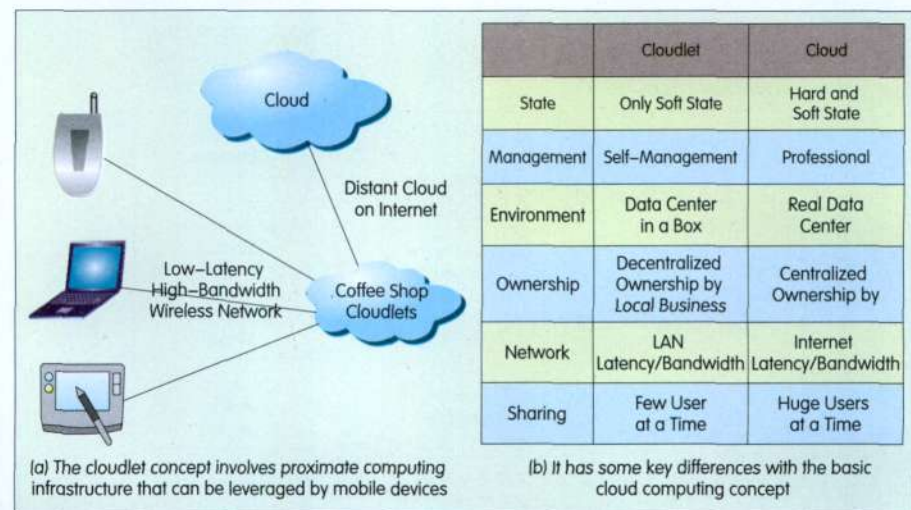 Cloud
Distant Cloud
on Internet
Low–Latency
High–Bandwidth
Wireless Network
Coffee Shop
Cloudlets
(a) The cloudlet concept involves proximate computing
infrastructure that can be leveraged by mobile devices
Cloudlet Cloud
State Only Soft State Hard and
Soft State
Management Self–Management Professional
Environment Data Center
in a Box Real Data
Center
Ownership Decentralized
Ownership by
Local Business Centralized
Ownership by
Network LAN
Latency/Bandwidth Internet
Latency/Bandwidth
Sharing Few User
at a Time Huge Users
at a Time
(b) It has some key differences with the basic
cloud computing concept